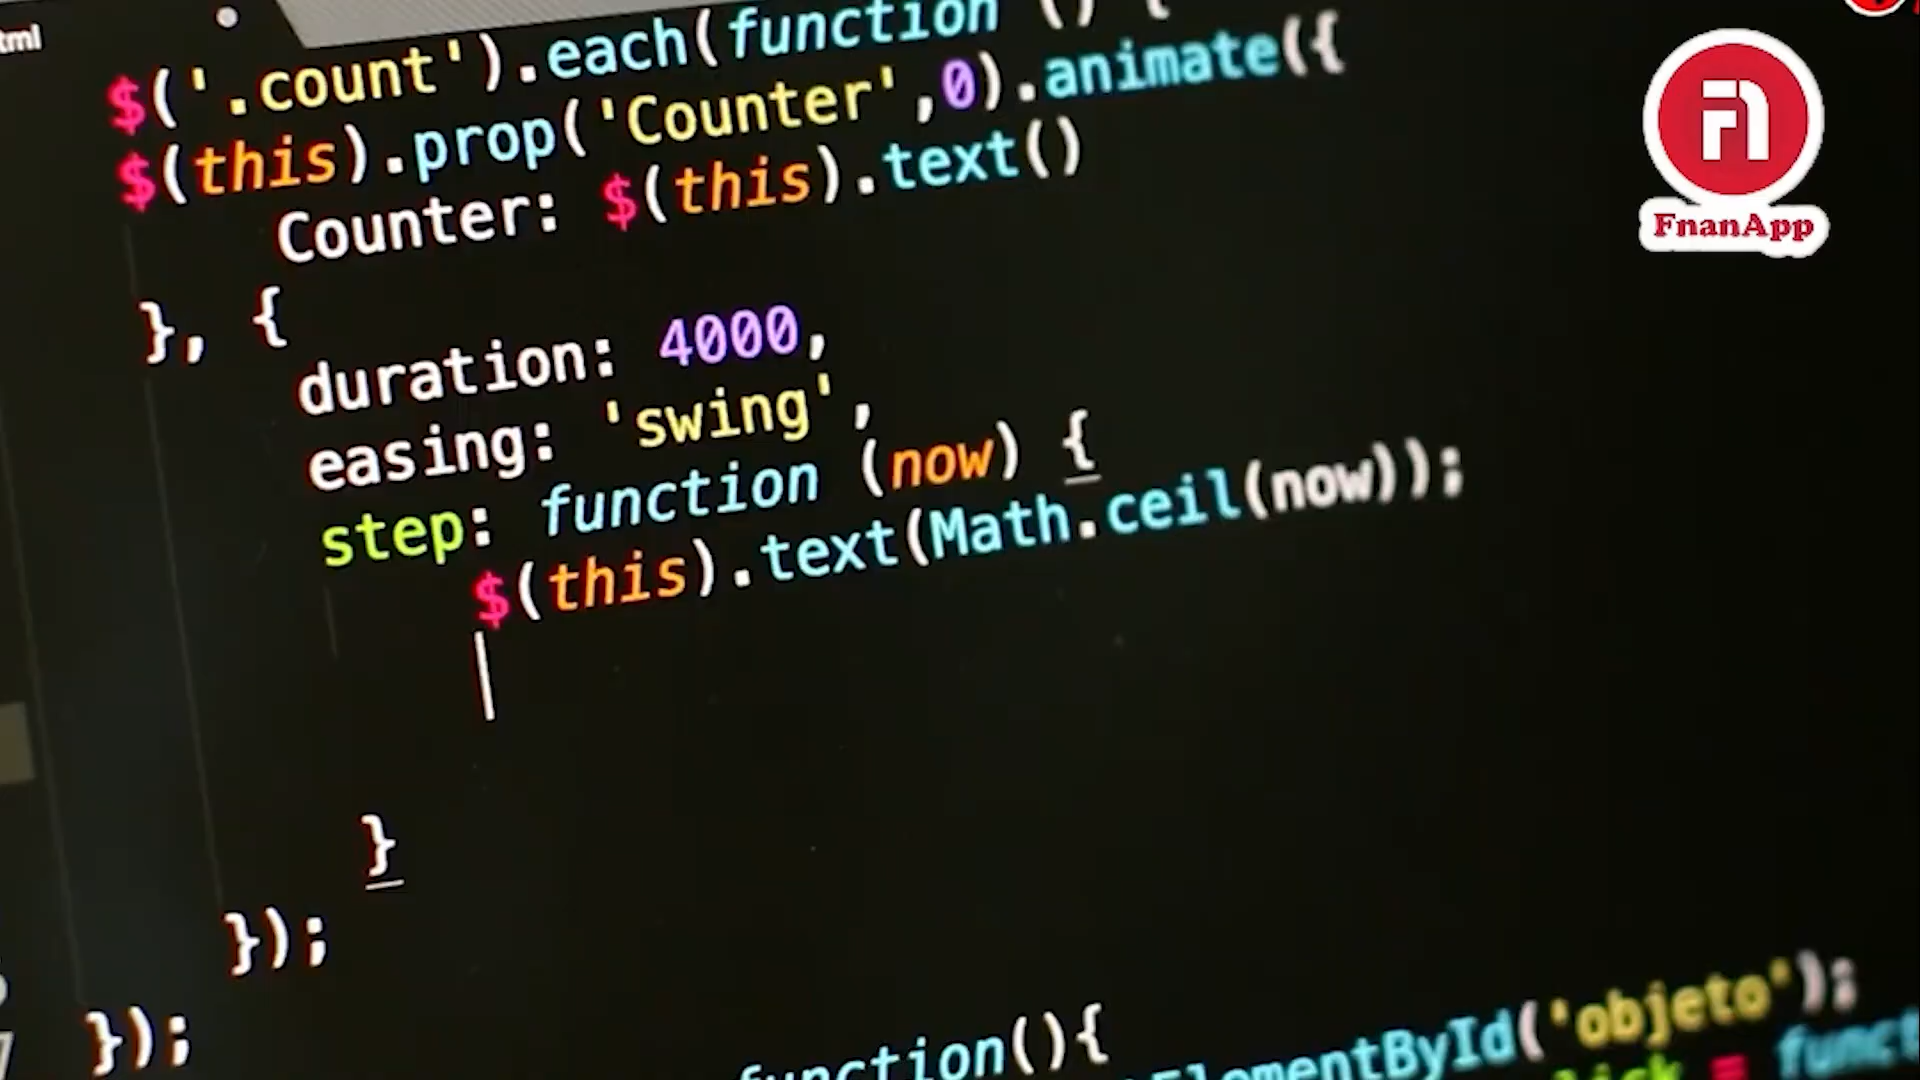 $('.count').each(function () {
$(this).prop('Counter',0).animate({
Counter: $(this).text()
}, {
duration: 4000,
easing: 'swing',
step: function (now) {
$(this).text(Math.ceil(now));
}
});
});
function(){
ElementById('objeto');
FnanApp